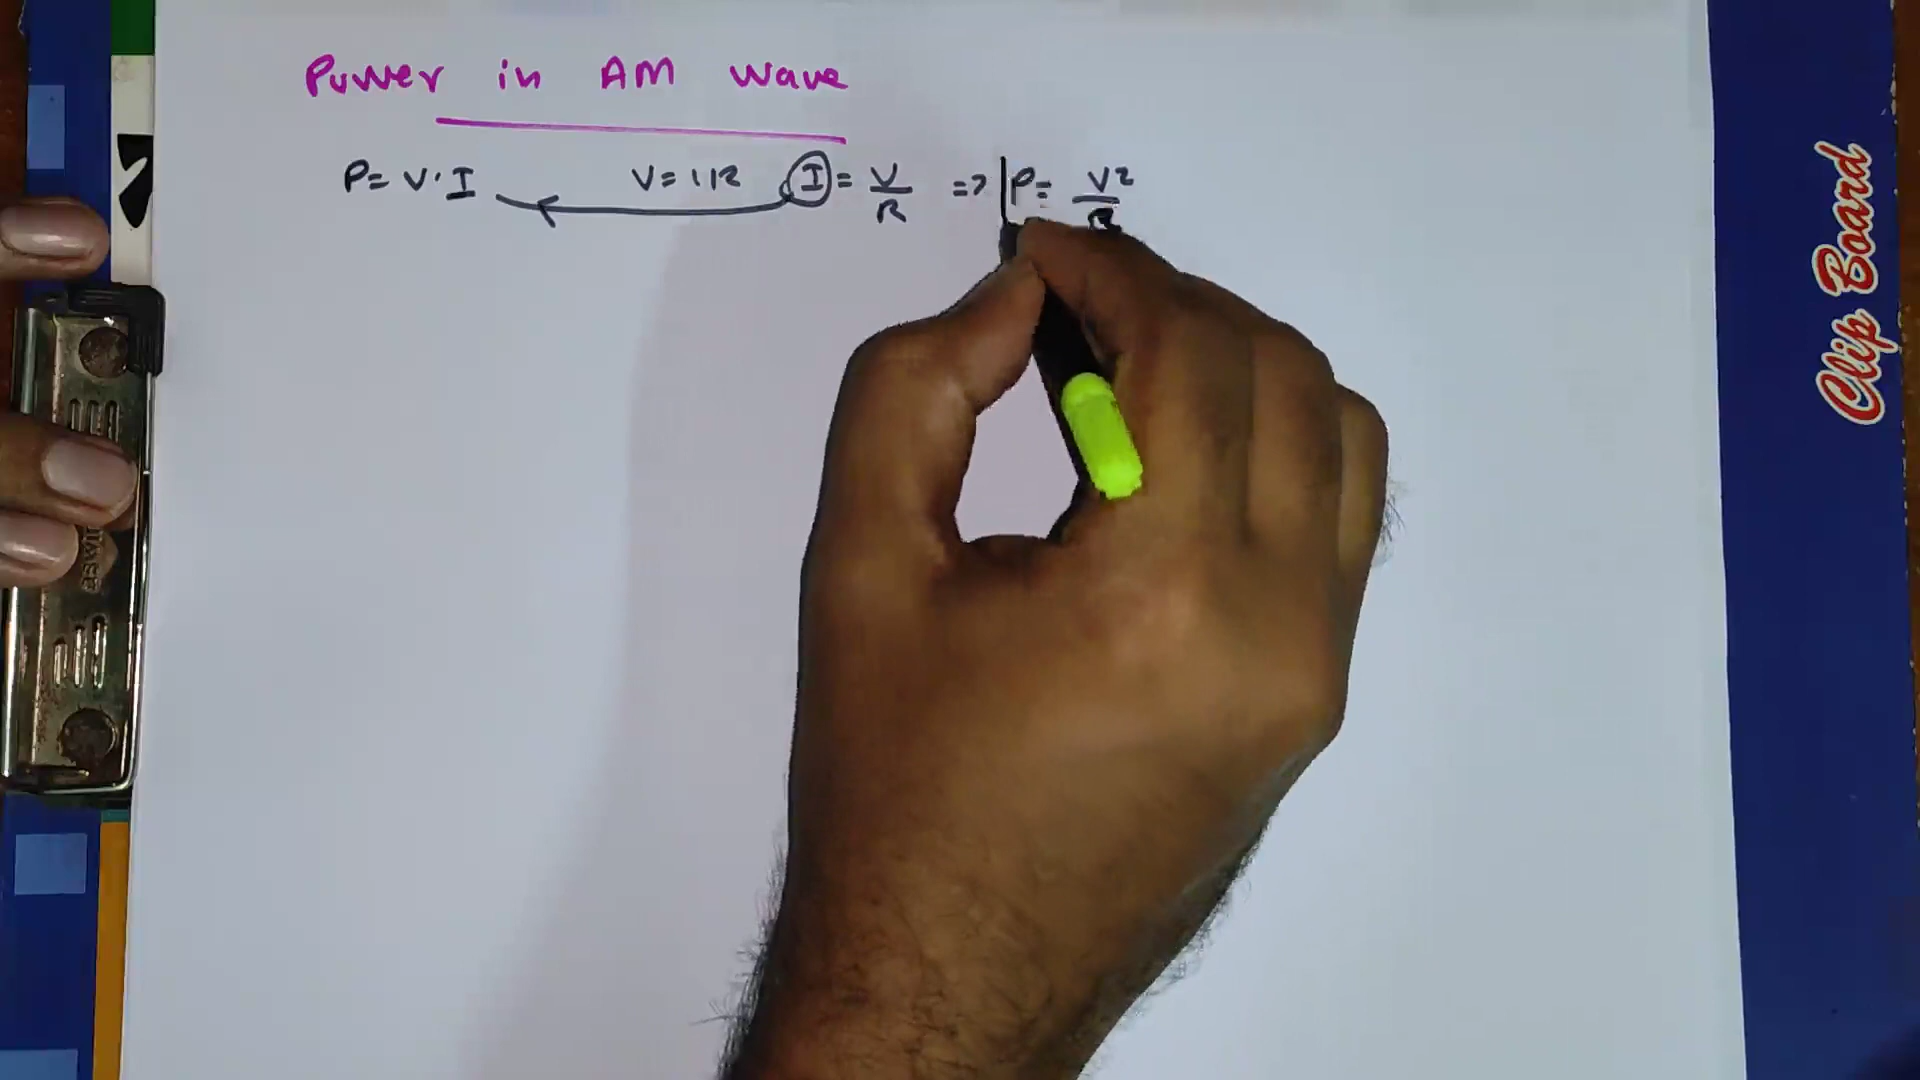 Power in AM Wave
P = V · I V = IR I = V/R => P = V²/R
Clip Board